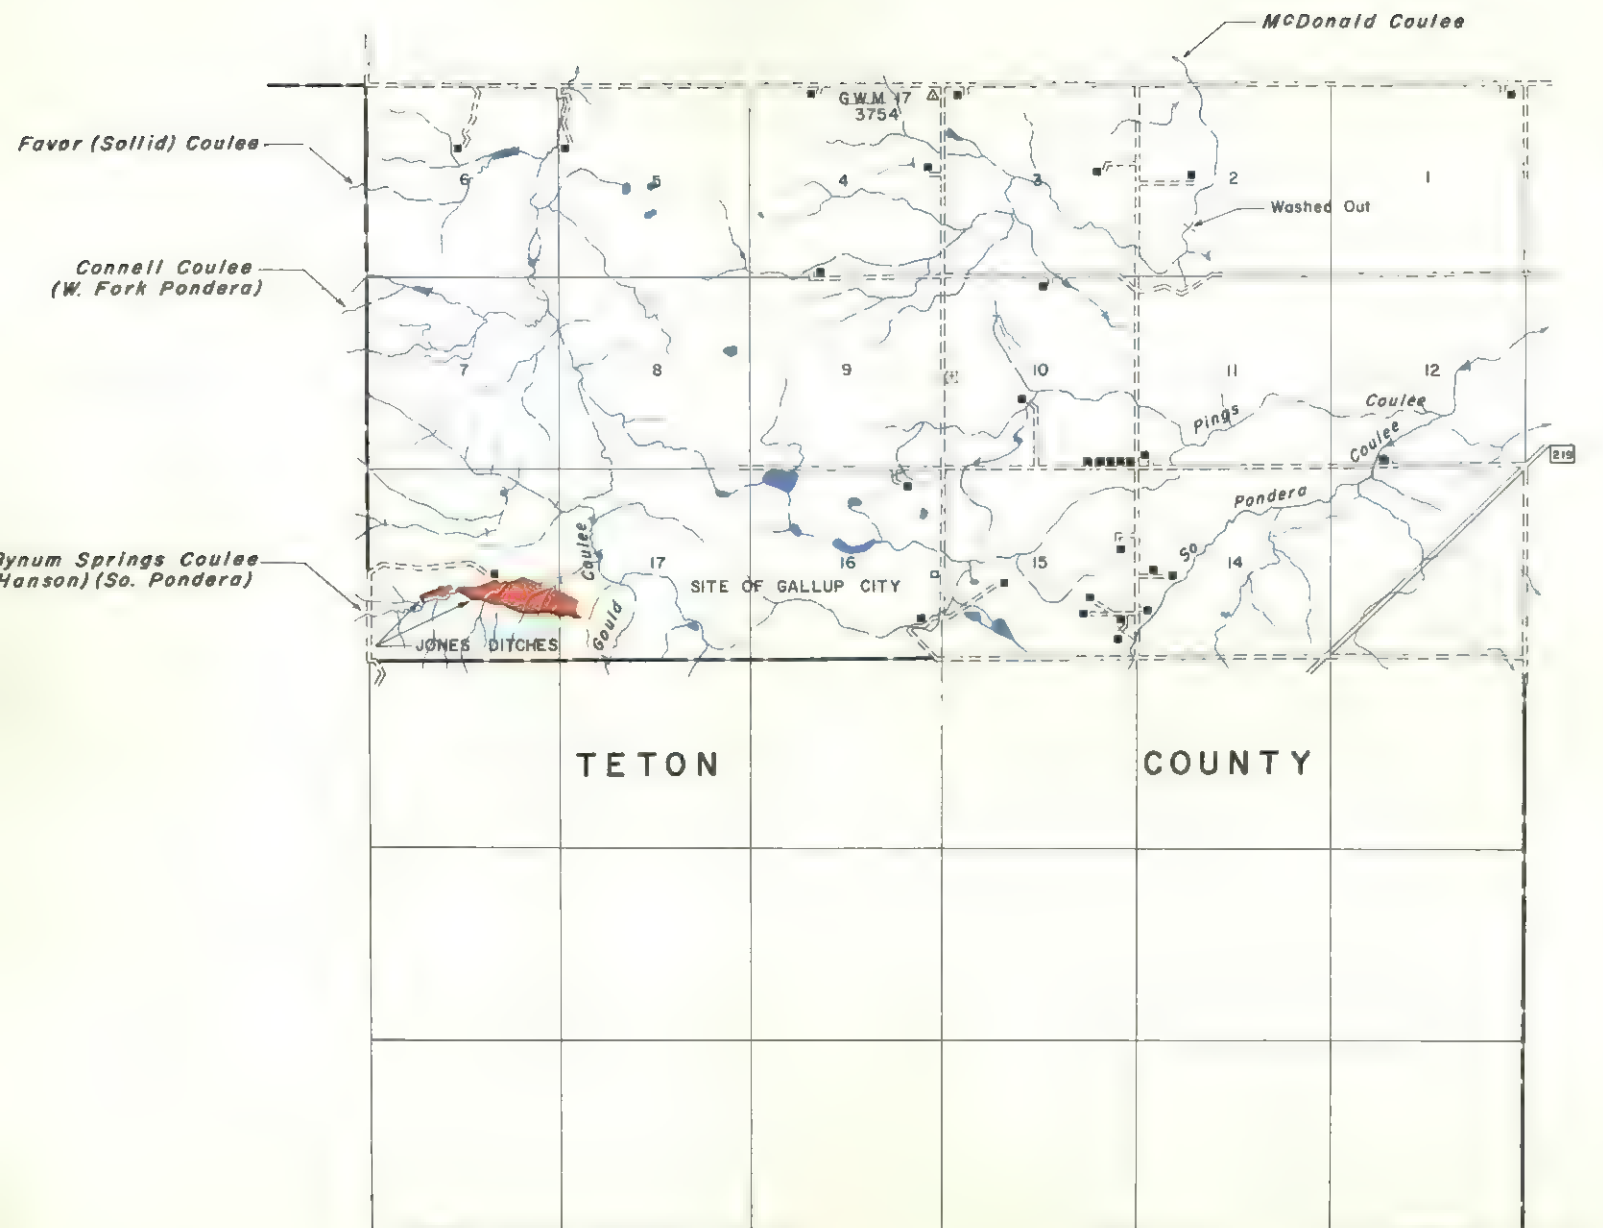 McDonald Coulee
G.W.M. 17
3754
Favor (Sollid) Coulee
6
5
4
3
2
1
Washed Out
Connell Coulee
(W. Fork Pondera)
7
8
9
10
11
12
Pings Coulee
Coulee
219
So Pondera
Bynum Springs Coulee
Hanson) (So. Pondera)
Gould Coulee
17
16
15
14
SITE OF GALLUP CITY
JONES DITCHES
TETON COUNTY